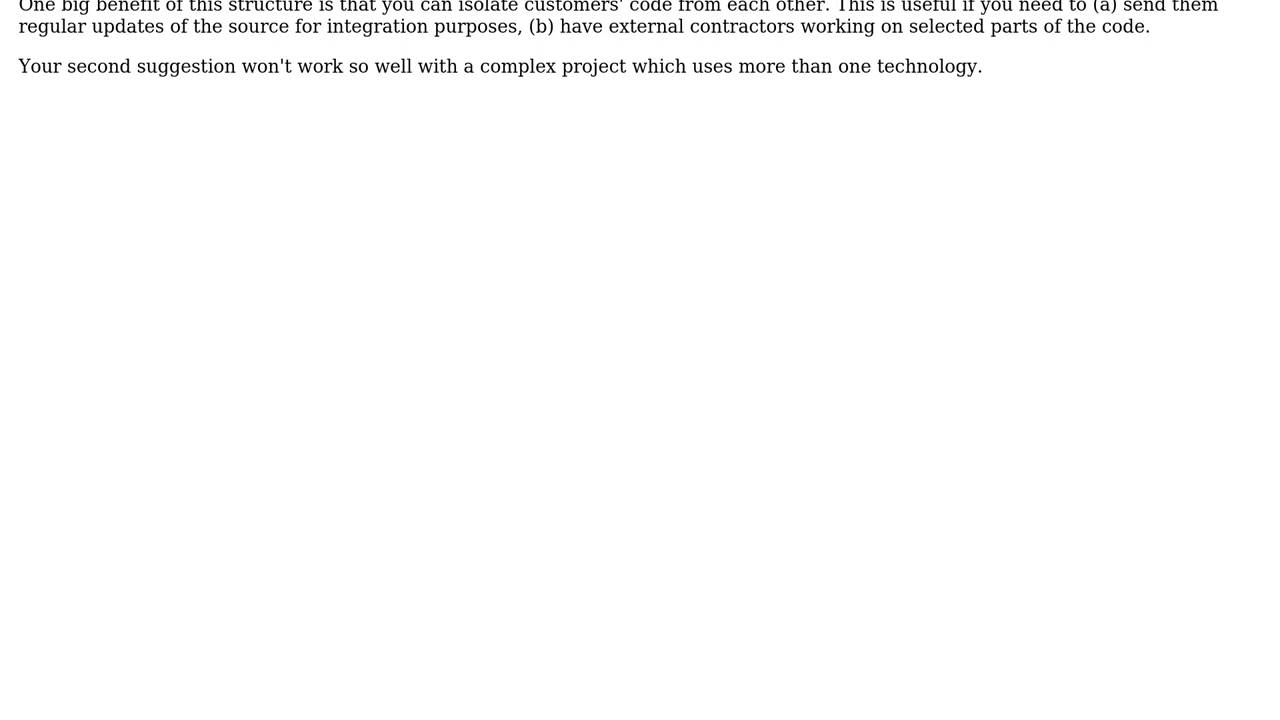 One big benefit of this structure is that you can isolate customers' code from each other. This is useful if you need to (a) send them
regular updates of the source for integration purposes, (b) have external contractors working on selected parts of the code.
Your second suggestion won't work so well with a complex project which uses more than one technology.